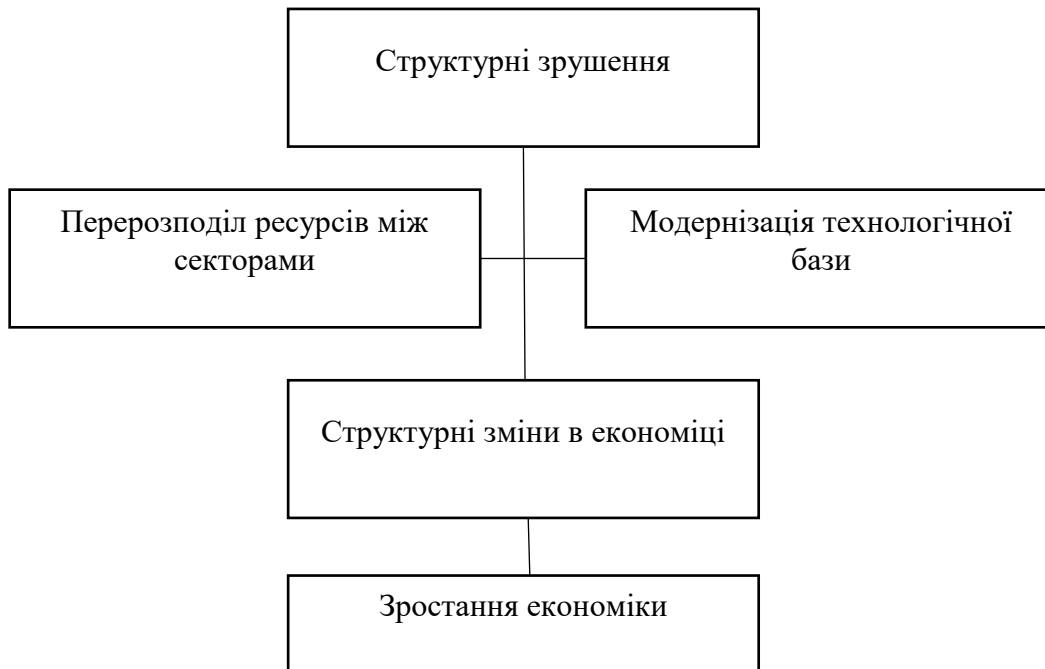 Структурні зрушення
Перерозподіл ресурсів між
секторами
Модернізація технологічної
бази
Структурні зміни в економіці
Зростання економіки